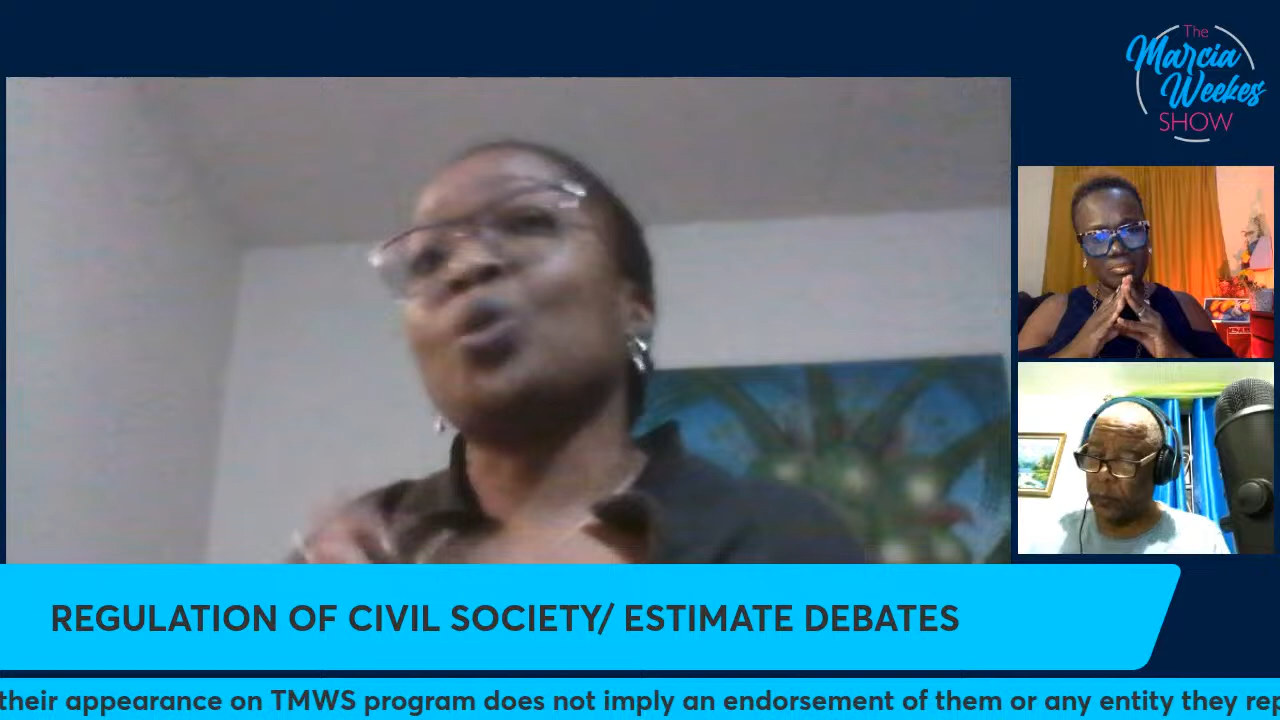 The
Marcia
Weekes
SHOW
REGULATION OF CIVIL SOCIETY/ ESTIMATE DEBATES
their appearance on TMWS program does not imply an endorsement of them or any entity they rep